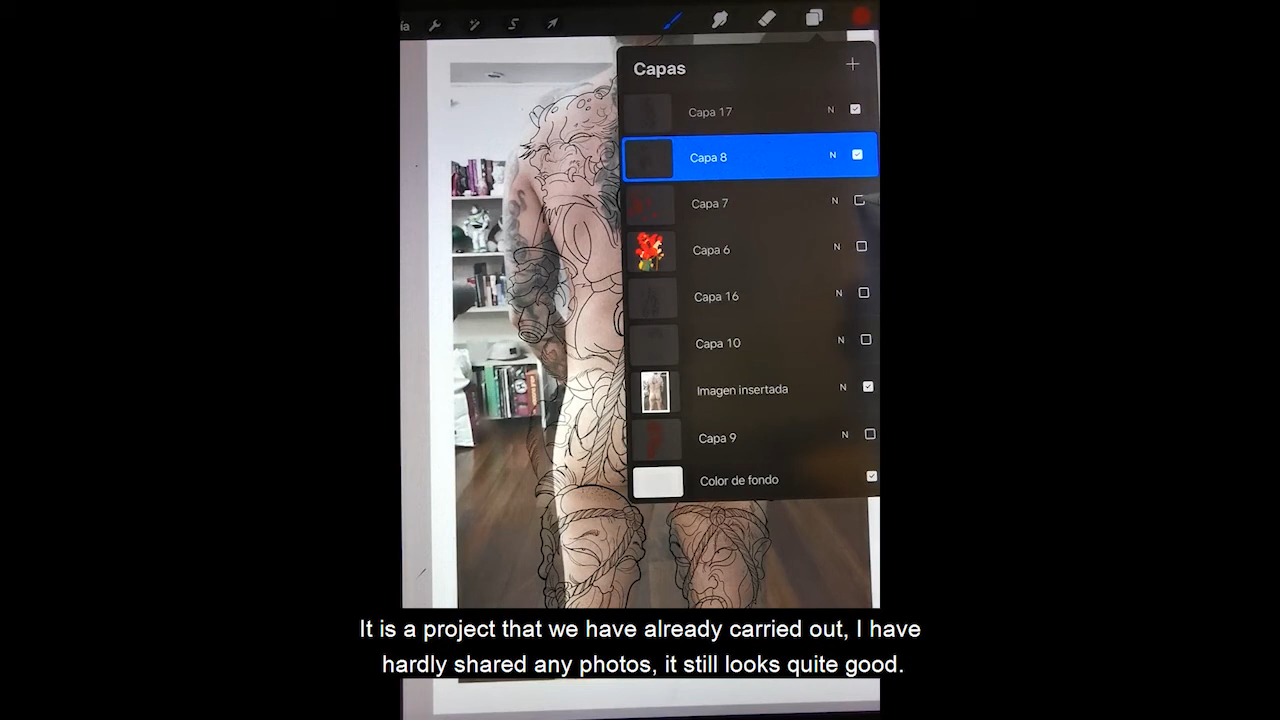 ía
Capas
Capa 17 N
Capa 8 N
Capa 7 N
Capa 6 N
Capa 16 N
Capa 10 N
Imagen insertada N
Capa 9 N
Color de fondo
It is a project that we have already carried out, I have
hardly shared any photos, it still looks quite good.